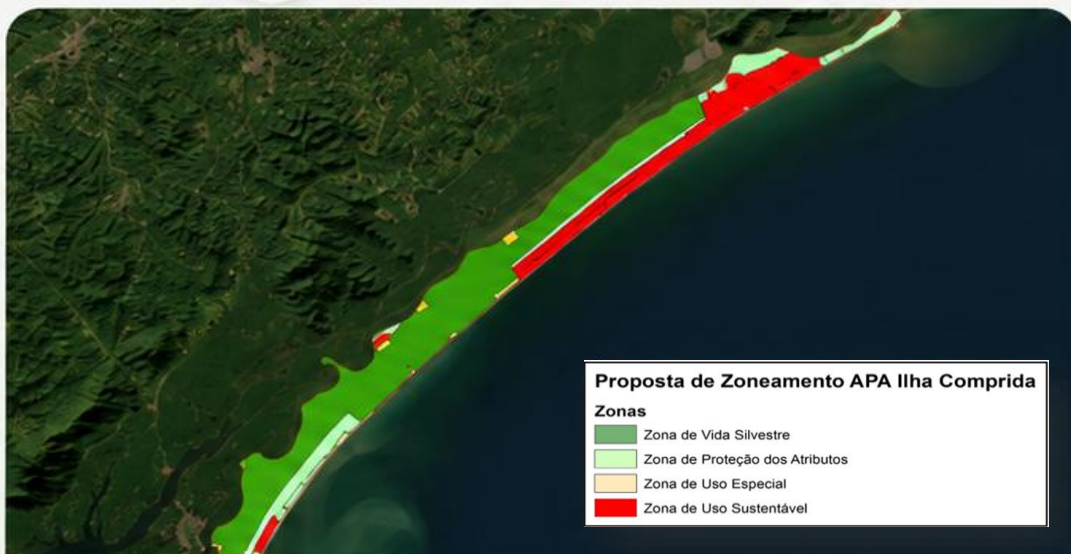 Proposta de Zoneamento APA Ilha Comprida
Zonas
Zona de Vida Silvestre
Zona de Proteção dos Atributos
Zona de Uso Especial
Zona de Uso Sustentável